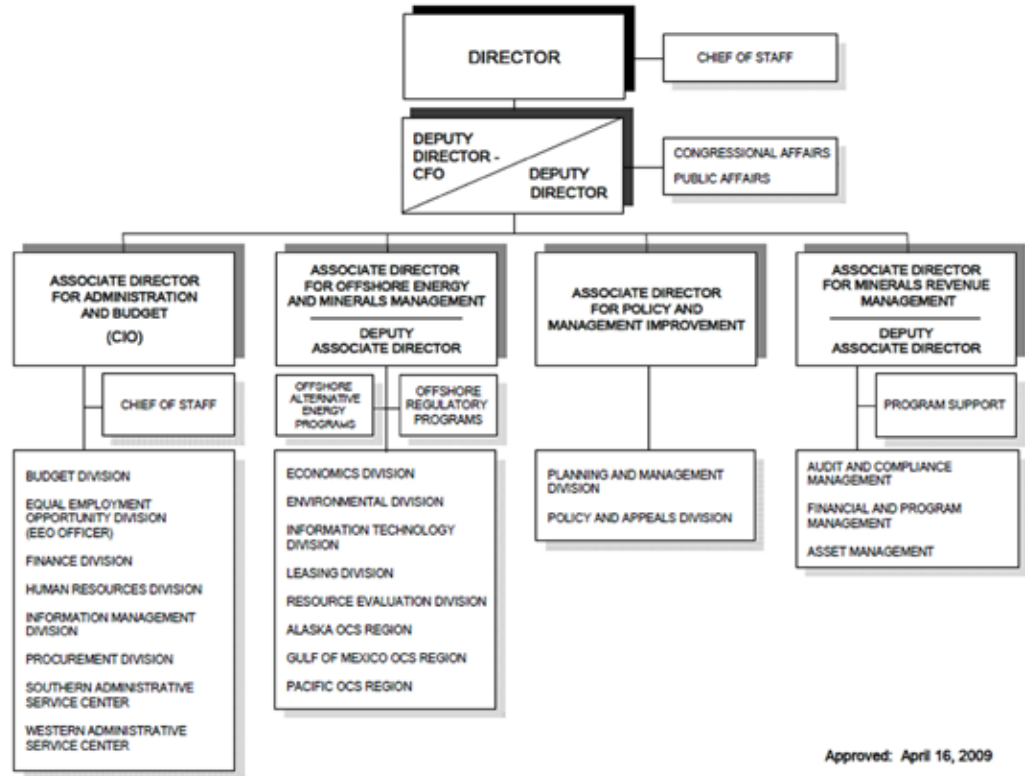 DIRECTOR
CHIEF OF STAFF
DEPUTY
DIRECTOR -
CFO
DEPUTY
DIRECTOR
CONGRESSIONAL AFFAIRS
PUBLIC AFFAIRS
ASSOCIATE DIRECTOR
FOR ADMINISTRATION
AND BUDGET
(CIO)
ASSOCIATE DIRECTOR
FOR OFFSHORE ENERGY
AND MINERALS MANAGEMENT
DEPUTY
ASSOCIATE DIRECTOR
ASSOCIATE DIRECTOR
FOR POLICY AND
MANAGEMENT IMPROVEMENT
ASSOCIATE DIRECTOR
FOR MINERALS REVENUE
MANAGEMENT
DEPUTY
ASSOCIATE DIRECTOR
CHIEF OF STAFF
OFFSHORE
ALTERNATIVE
ENERGY
PROGRAMS
OFFSHORE
REGULATORY
PROGRAMS
PROGRAM SUPPORT
BUDGET DIVISION
EQUAL EMPLOYMENT
OPPORTUNITY DIVISION
(EEO OFFICER)
FINANCE DIVISION
HUMAN RESOURCES DIVISION
INFORMATION MANAGEMENT
DIVISION
PROCUREMENT DIVISION
SOUTHERN ADMINISTRATIVE
SERVICE CENTER
WESTERN ADMINISTRATIVE
SERVICE CENTER
ECONOMICS DIVISION
ENVIRONMENTAL DIVISION
INFORMATION TECHNOLOGY
DIVISION
LEASING DIVISION
RESOURCE EVALUATION DIVISION
ALASKA OCS REGION
GULF OF MEXICO OCS REGION
PACIFIC OCS REGION
PLANNING AND MANAGEMENT
DIVISION
POLICY AND APPEALS DIVISION
AUDIT AND COMPLIANCE
MANAGEMENT
FINANCIAL AND PROGRAM
MANAGEMENT
ASSET MANAGEMENT
Approved: April 16, 2009